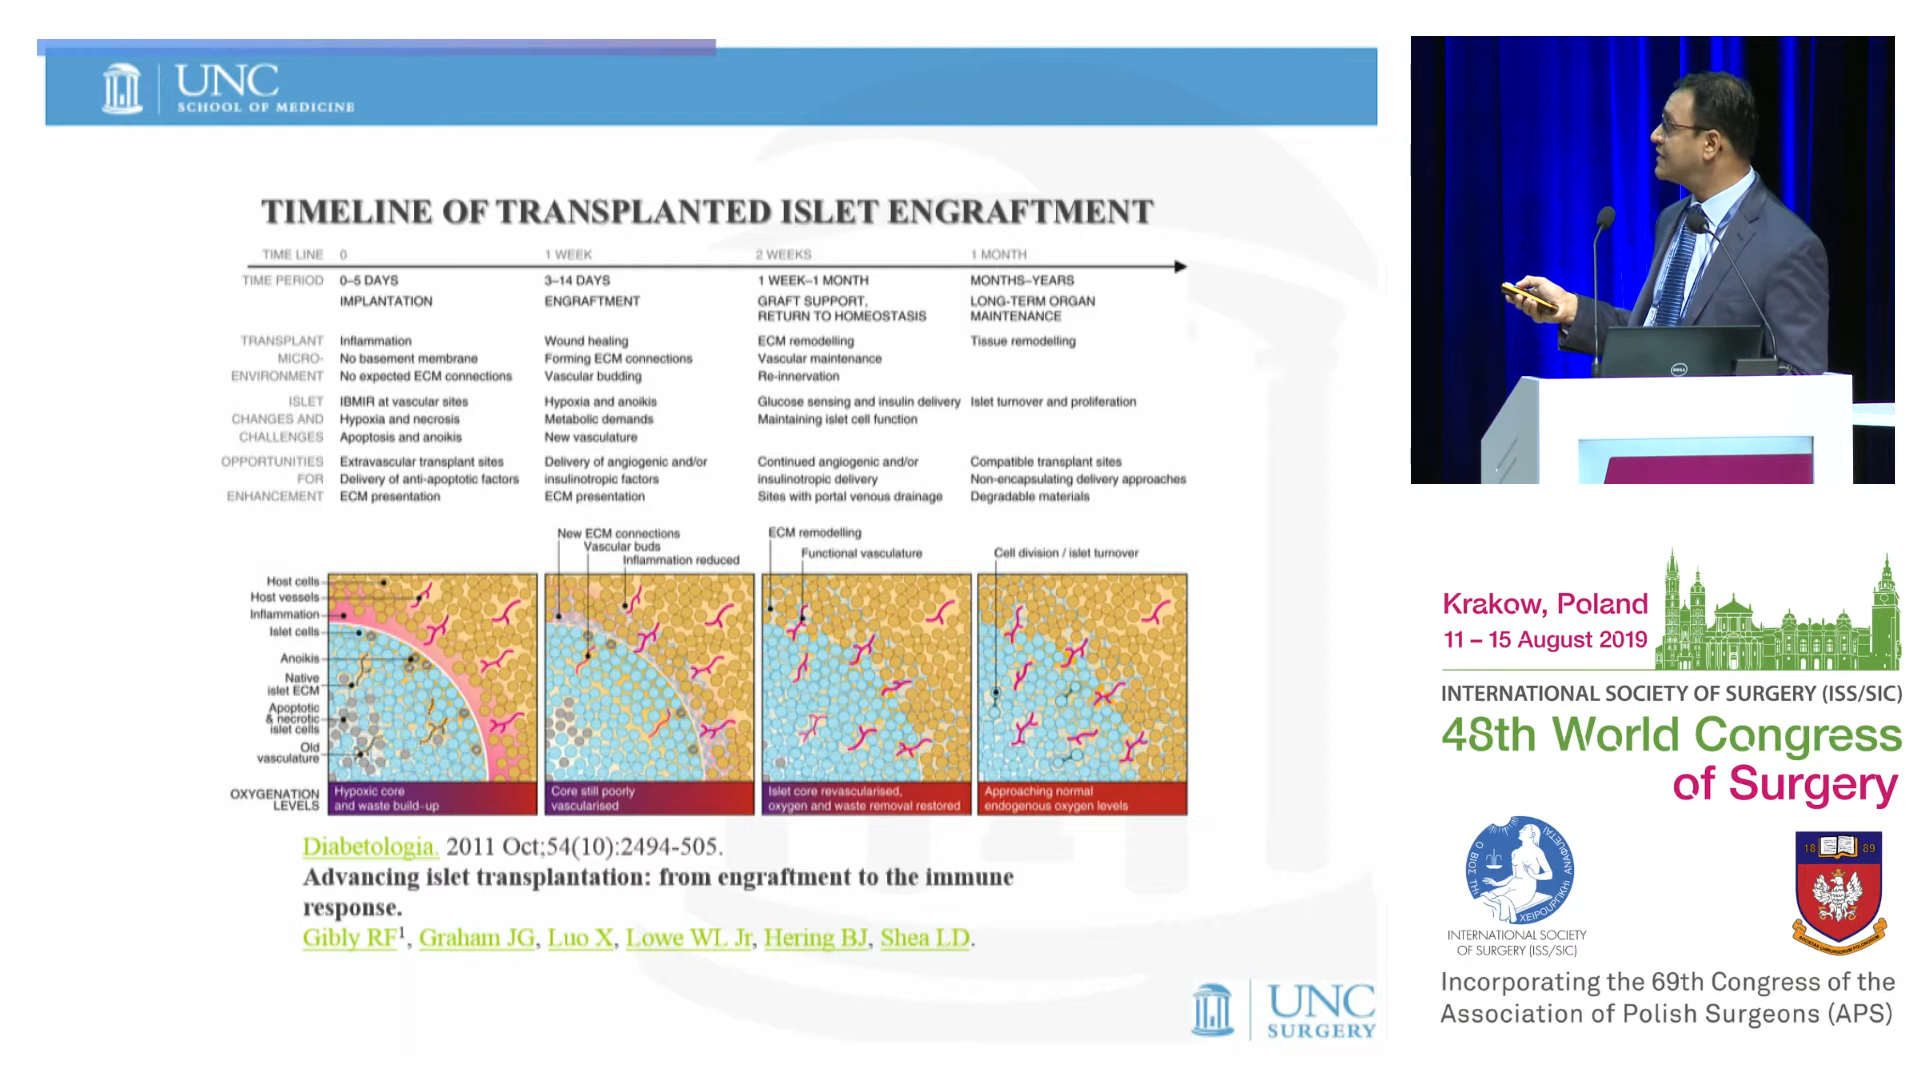 UNC
SCHOOL OF MEDICINE
TIMELINE OF TRANSPLANTED ISLET ENGRAFTMENT
TIME LINE 0 1 WEEK 2 WEEKS 1 MONTH
TIME PERIOD 0–5 DAYS 3–14 DAYS 1 WEEK–1 MONTH MONTHS–YEARS
IMPLANTATION ENGRAFTMENT GRAFT SUPPORT, LONG-TERM ORGAN
RETURN TO HOMEOSTASIS MAINTENANCE
TRANSPLANT Inflammation Wound healing ECM remodelling Tissue remodelling
MICRO- No basement membrane Forming ECM connections Vascular maintenance
ENVIRONMENT No expected ECM connections Vascular budding Re-innervation
ISLET IBMIR at vascular sites Hypoxia and anoikis Glucose sensing and insulin delivery Islet turnover and proliferation
CHANGES AND Hypoxia and necrosis Metabolic demands Maintaining islet cell function
CHALLENGES Apoptosis and anoikis New vasculature
OPPORTUNITIES Extravascular transplant sites Delivery of angiogenic and/or Continued angiogenic and/or Compatible transplant sites
FOR Delivery of anti-apoptotic factors insulinotropic factors insulinotropic delivery Non-encapsulating delivery approaches
ENHANCEMENT ECM presentation ECM presentation Sites with portal venous drainage Degradable materials
New ECM connections
Vascular buds
Inflammation reduced
ECM remodelling
Functional vasculature
Cell division / islet turnover
Host cells
Host vessels
Inflammation
Islet cells
Anoikis
Native
islet ECM
Apoptotic
& necrotic
islet cells
Old
vasculature
OXYGENATION Hypoxic core Core still poorly Islet core revascularised, Approaching normal
LEVELS and waste build-up vascularised oxygen and waste removal restored endogenous oxygen levels
Diabetologia. 2011 Oct;54(10):2494-505.
Advancing islet transplantation: from engraftment to the immune
response.
Gibly RF1, Graham JG, Luo X, Lowe WL Jr, Hering BJ, Shea LD.
UNC
SURGERY
DELL
Krakow, Poland
11 – 15 August 2019
INTERNATIONAL SOCIETY OF SURGERY (ISS/SIC)
48th World Congress
of Surgery
Ο ΒΙΟΣ ΤΗΙ ΧΕΙΡΟΥΡΓΙΚΗΙ ΑΝΑΦΕΡΕΤΑΙ
INTERNATIONAL SOCIETY
OF SURGERY (ISS/SIC)
18 89
Incorporating the 69th Congress of the
Association of Polish Surgeons (APS)